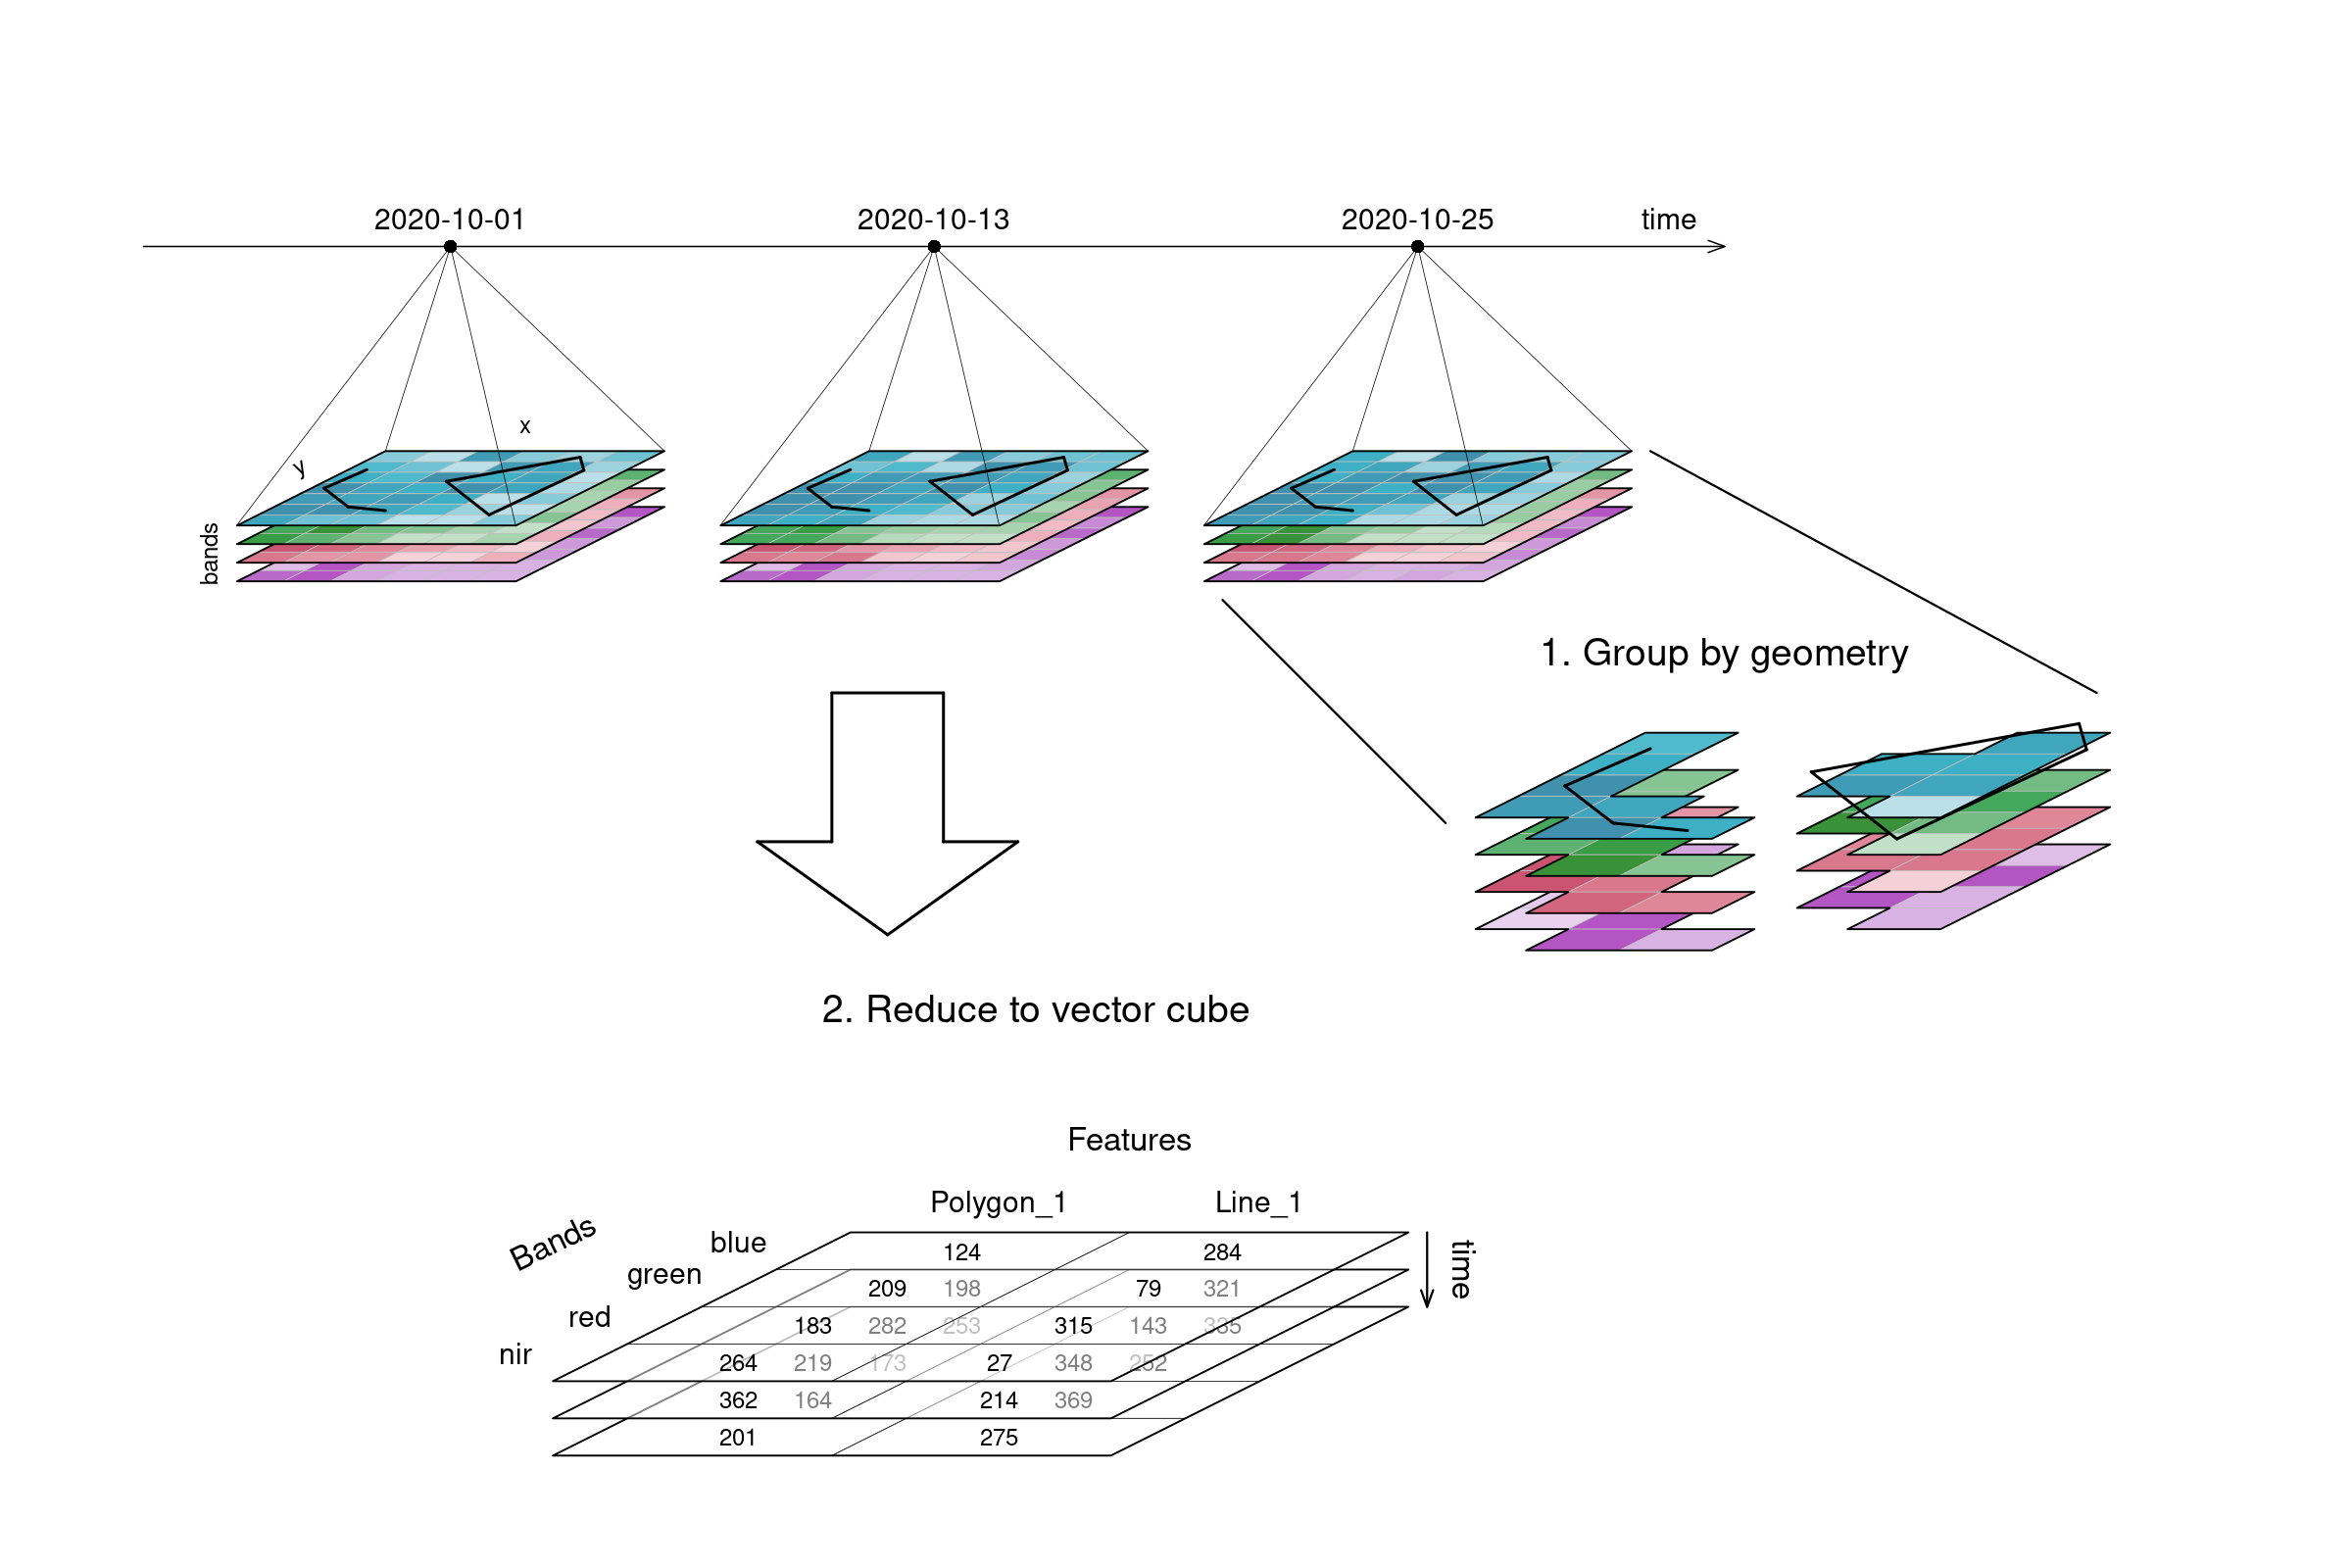 2020-10-01 2020-10-13 2020-10-25 time
x
y
bands
1. Group by geometry
2. Reduce to vector cube
Features
Polygon_1 Line_1
Bands
blue 124 284
green 209 198 79 321
red 183 282 253 315 143 335
nir 264 219 173 27 348 252
362 164 214 369
201 275
time